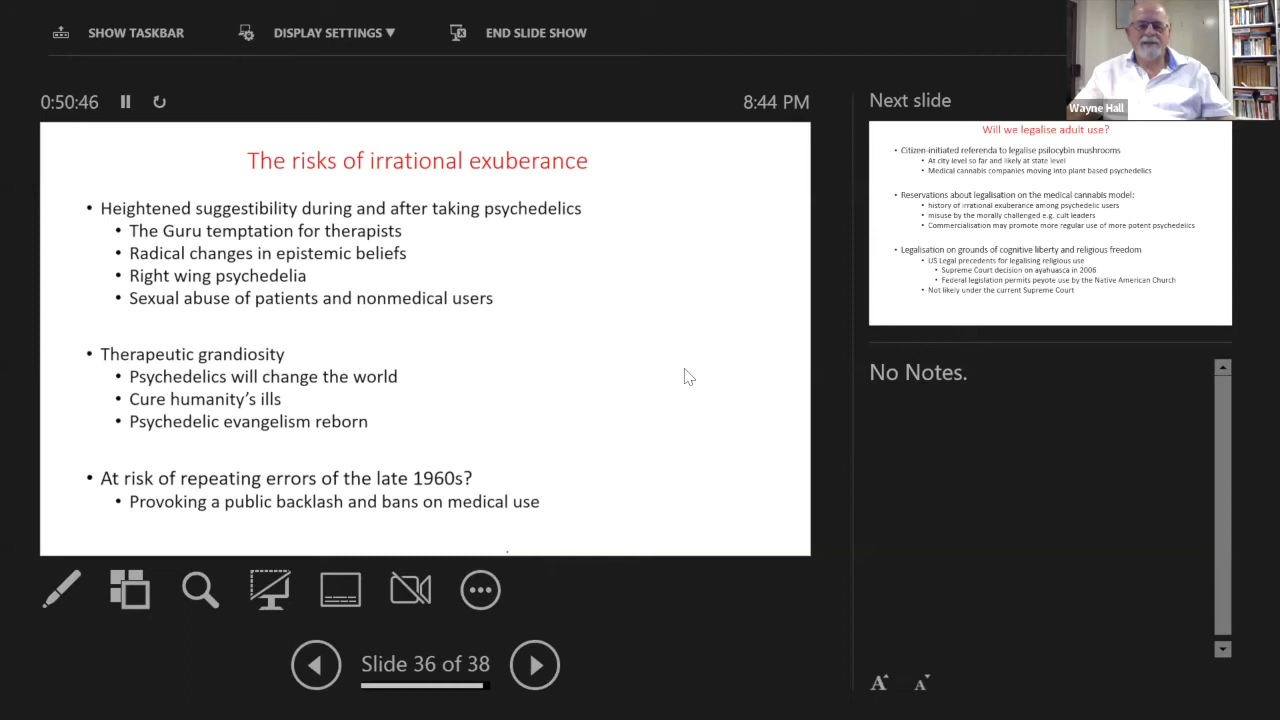 SHOW TASKBAR
DISPLAY SETTINGS ▼
END SLIDE SHOW
0:50:46
8:44 PM
Wayne Hall
The risks of irrational exuberance
• Heightened suggestibility during and after taking psychedelics
• The Guru temptation for therapists
• Radical changes in epistemic beliefs
• Right wing psychedelia
• Sexual abuse of patients and nonmedical users
• Therapeutic grandiosity
• Psychedelics will change the world
• Cure humanity's ills
• Psychedelic evangelism reborn
• At risk of repeating errors of the late 1960s?
• Provoking a public backlash and bans on medical use
Slide 36 of 38
Next slide
Will we legalise adult use?
• Citizen-initiated referenda to legalise psilocybin mushrooms
• At city level so far and likely at state level
• Medical cannabis companies moving into plant based psychedelics
• Reservations about legalisation on the medical cannabis model:
• history of irrational exuberance among psychedelic users
• misuse by the morally challenged e.g. cult leaders
• Commercialisation may promote more regular use of more potent psychedelics
• Legalisation on grounds of cognitive liberty and religious freedom
• US Legal precedents for legalising religious use
• Supreme Court decision on ayahuasca in 2006
• Federal legislation permits peyote use by the Native American Church
• Not likely under the current Supreme Court
No Notes.
A A